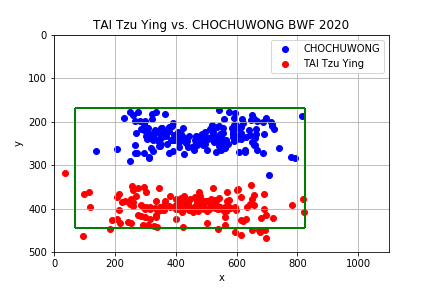 TAI Tzu Ying vs. CHOCHUWONG BWF 2020
CHOCHUWONG
TAI Tzu Ying
0
100
200
300
400
500
y
0 200 400 600 800 1000
x